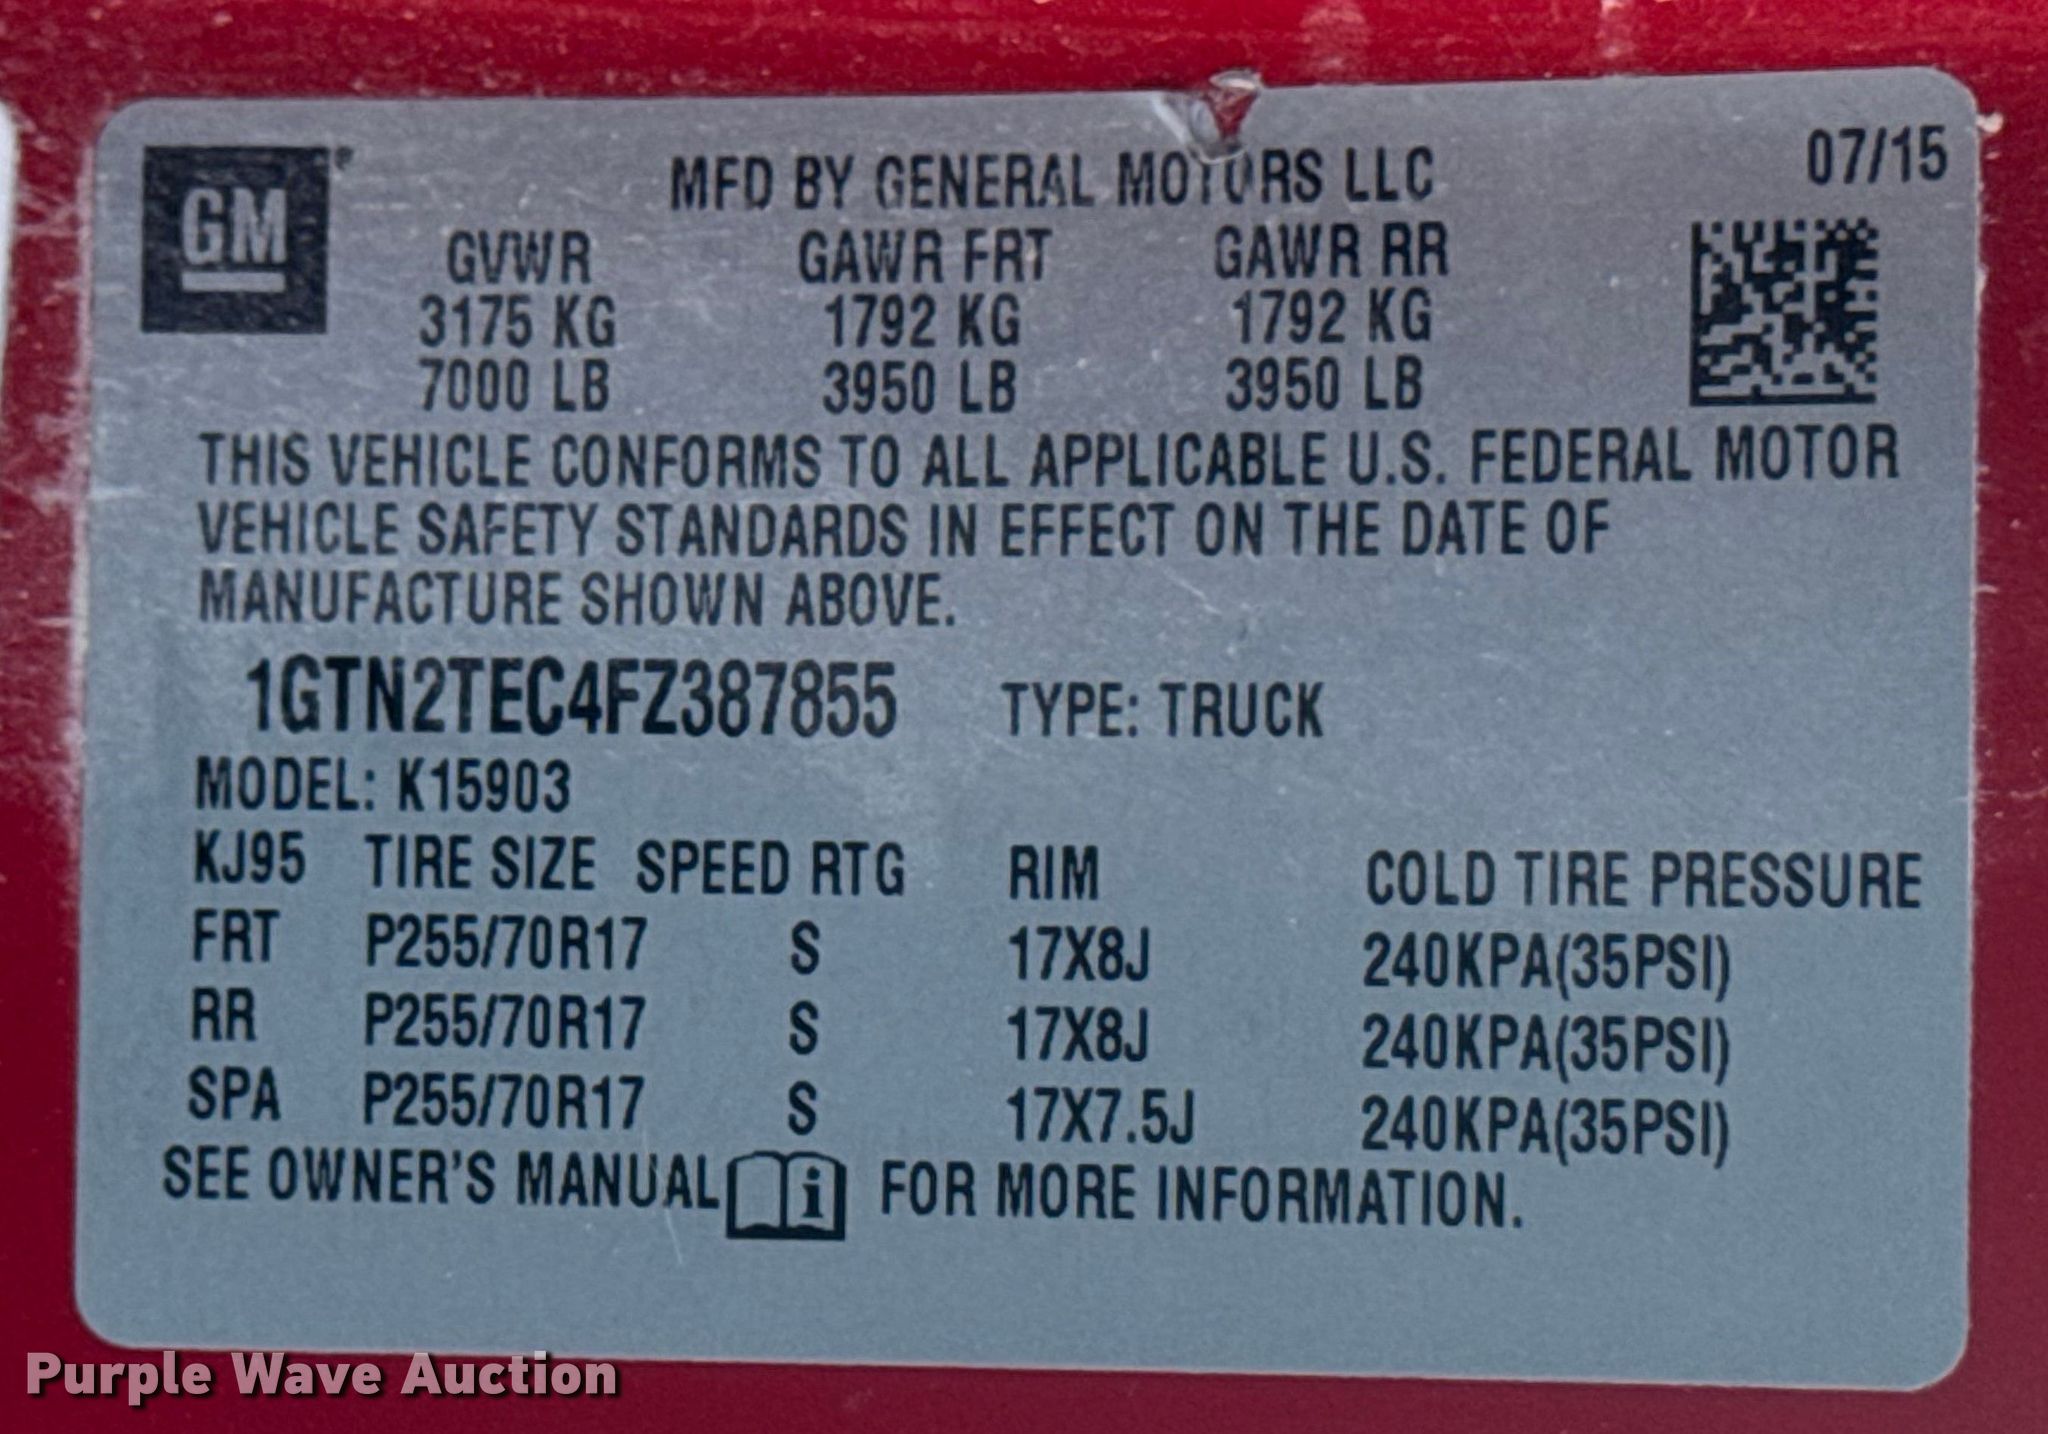 GM
MFD BY GENERAL MOTORS LLC 07/15
GVWR GAWR FRT GAWR RR
3175 KG 1792 KG 1792 KG
7000 LB 3950 LB 3950 LB
THIS VEHICLE CONFORMS TO ALL APPLICABLE U.S. FEDERAL MOTOR
VEHICLE SAFETY STANDARDS IN EFFECT ON THE DATE OF
MANUFACTURE SHOWN ABOVE.
1GTN2TEC4FZ387855 TYPE: TRUCK
MODEL: K15903
KJ95 TIRE SIZE SPEED RTG RIM COLD TIRE PRESSURE
FRT P255/70R17 S 17X8J 240KPA(35PSI)
RR P255/70R17 S 17X8J 240KPA(35PSI)
SPA P255/70R17 S 17X7.5J 240KPA(35PSI)
SEE OWNER'S MANUAL i FOR MORE INFORMATION.
Purple Wave Auction